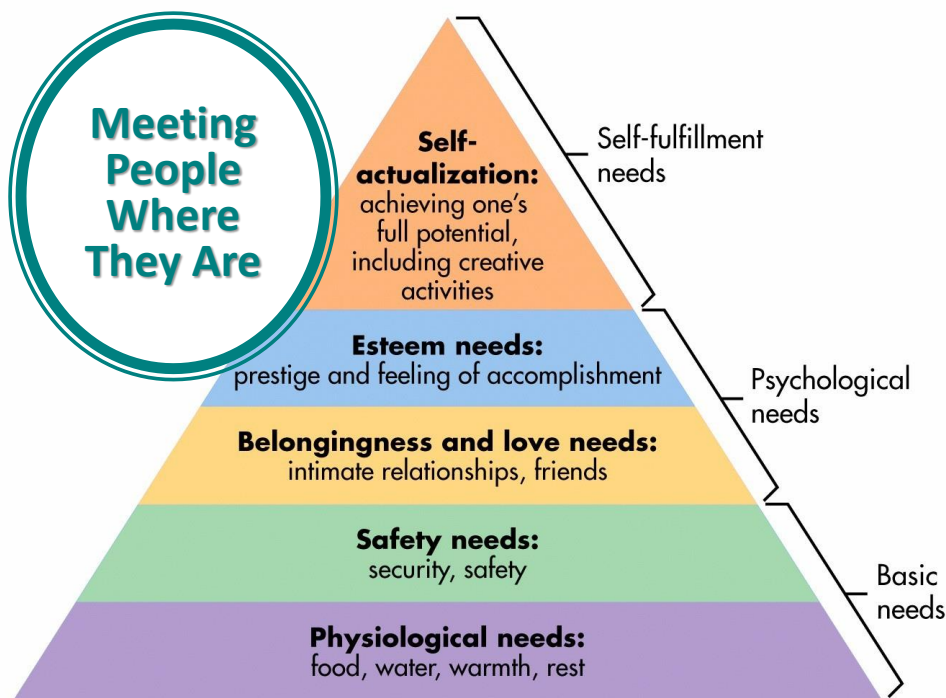 Meeting
People
Where
They Are
Self-
actualization:
achieving one's
full potential,
including creative
activities
Self-fulfillment
needs
Esteem needs:
prestige and feeling of accomplishment
Psychological
needs
Belongingness and love needs:
intimate relationships, friends
Safety needs:
security, safety
Basic
needs
Physiological needs:
food, water, warmth, rest